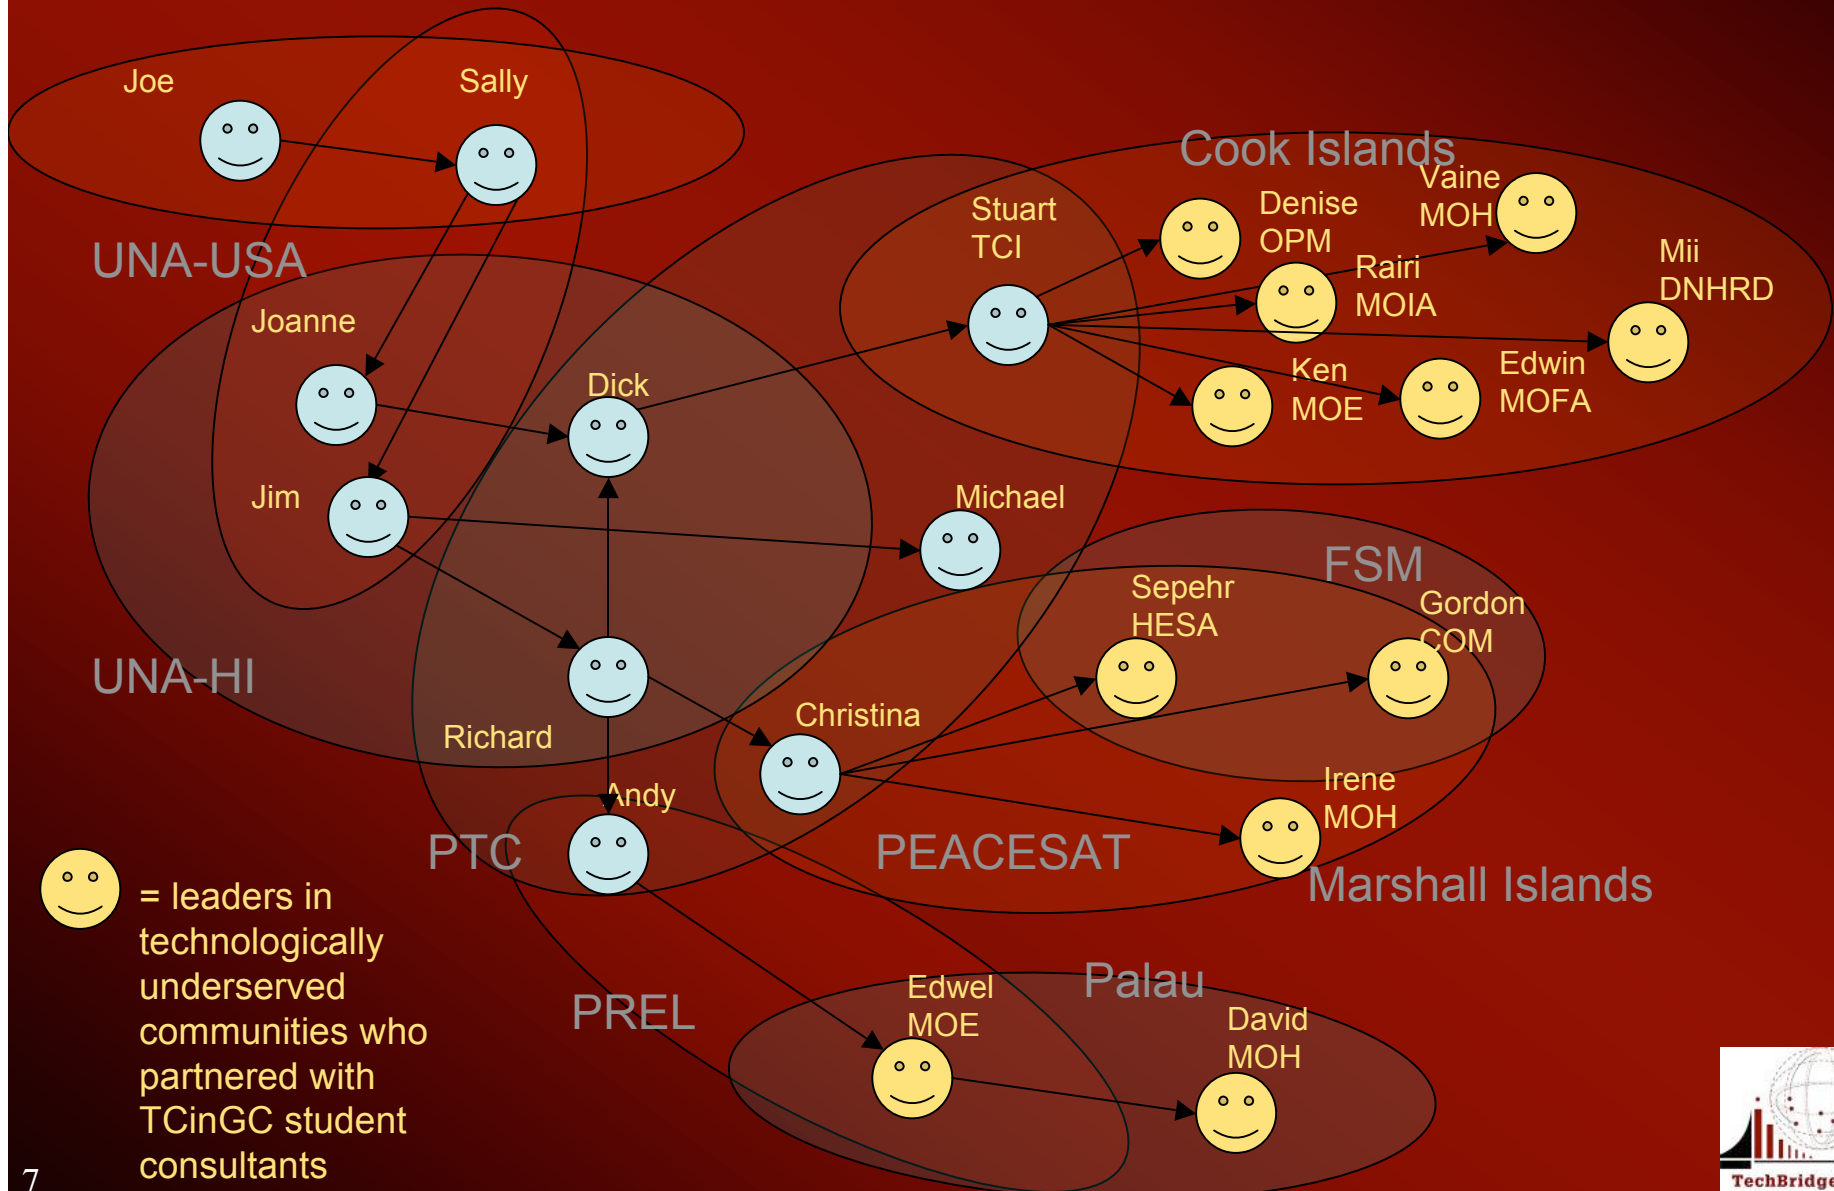 Joe
Sally
Cook Islands
Vaine
MOH
Denise
OPM
Stuart
TCI
UNA-USA
Mii
DNHRD
Rairi
MOIA
Joanne
Dick
Ken
MOE
Edwin
MOFA
Jim
Michael
FSM
Sepehr
HESA
Gordon
COM
UNA-HI
Christina
Richard
Andy
Irene
MOH
PTC
PEACESAT
Marshall Islands
= leaders in
technologically
underserved
communities who
partnered with
TCinGC student
consultants
Palau
Edwel
MOE
PREL
David
MOH
7
TechBridge